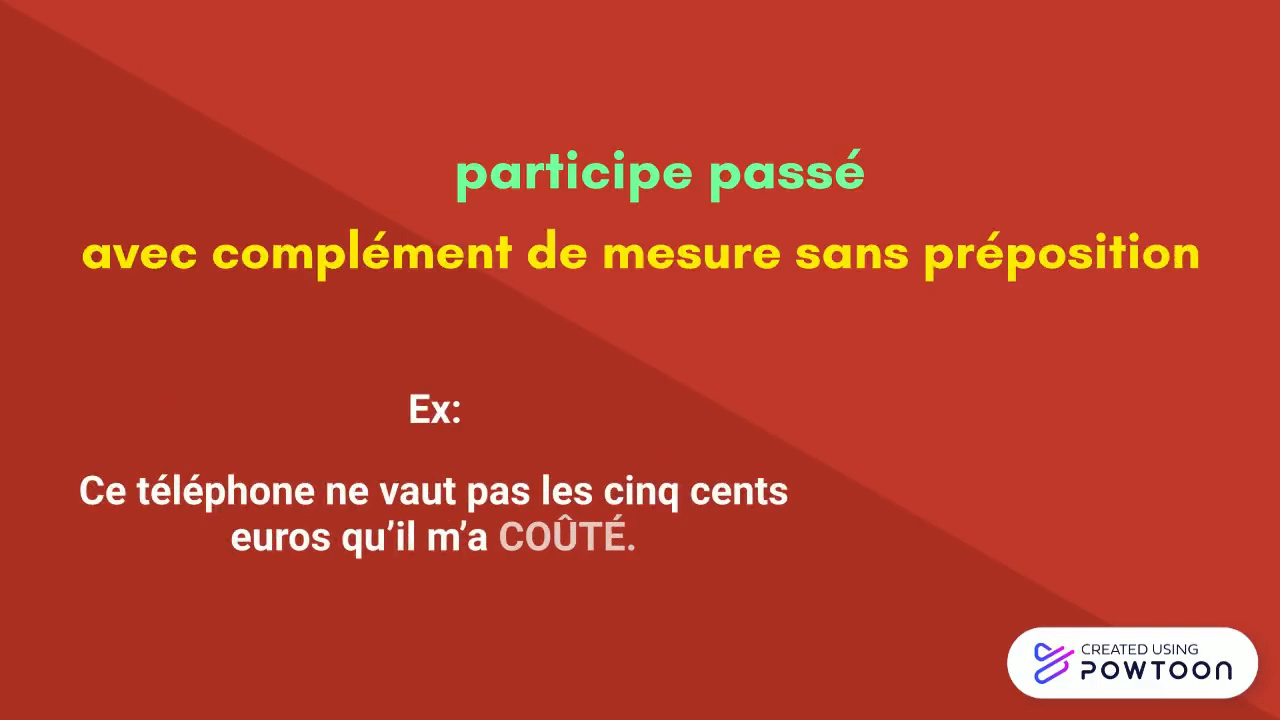 participe passé
avec complément de mesure sans préposition
Ex:
Ce téléphone ne vaut pas les cinq cents
euros qu’il m’a COÛTÉ.
CREATED USING
POWTOON